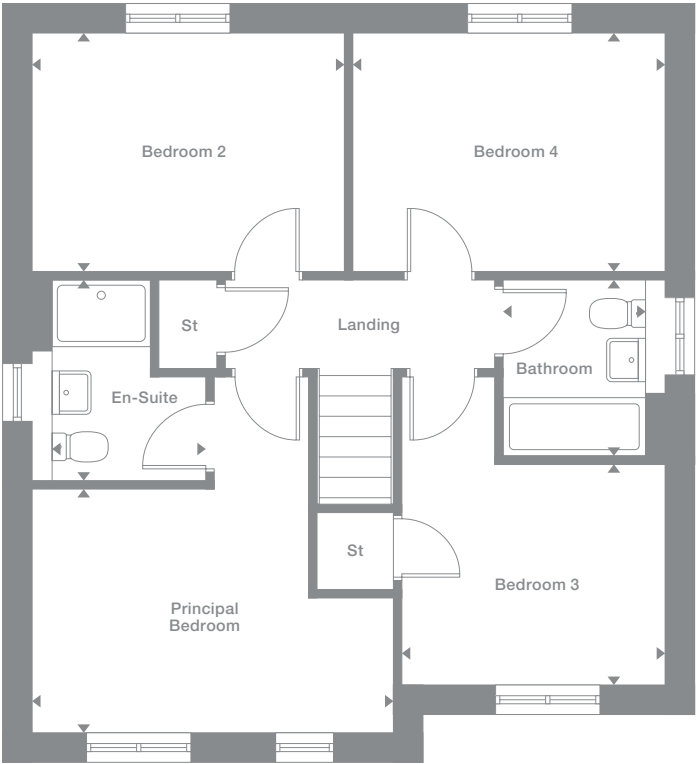 Bedroom 2
Bedroom 4
St
Landing
Bathroom
En-Suite
St
Bedroom 3
Principal
Bedroom